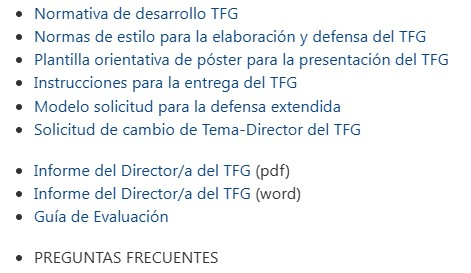 Normativa de desarrollo TFG
Normas de estilo para la elaboración y defensa del TFG
Plantilla orientativa de póster para la presentación del TFG
Instrucciones para la entrega del TFG
Modelo solicitud para la defensa extendida
Solicitud de cambio de Tema-Director del TFG
Informe del Director/a del TFG (pdf)
Informe del Director/a del TFG (word)
Guía de Evaluación
PREGUNTAS FRECUENTES